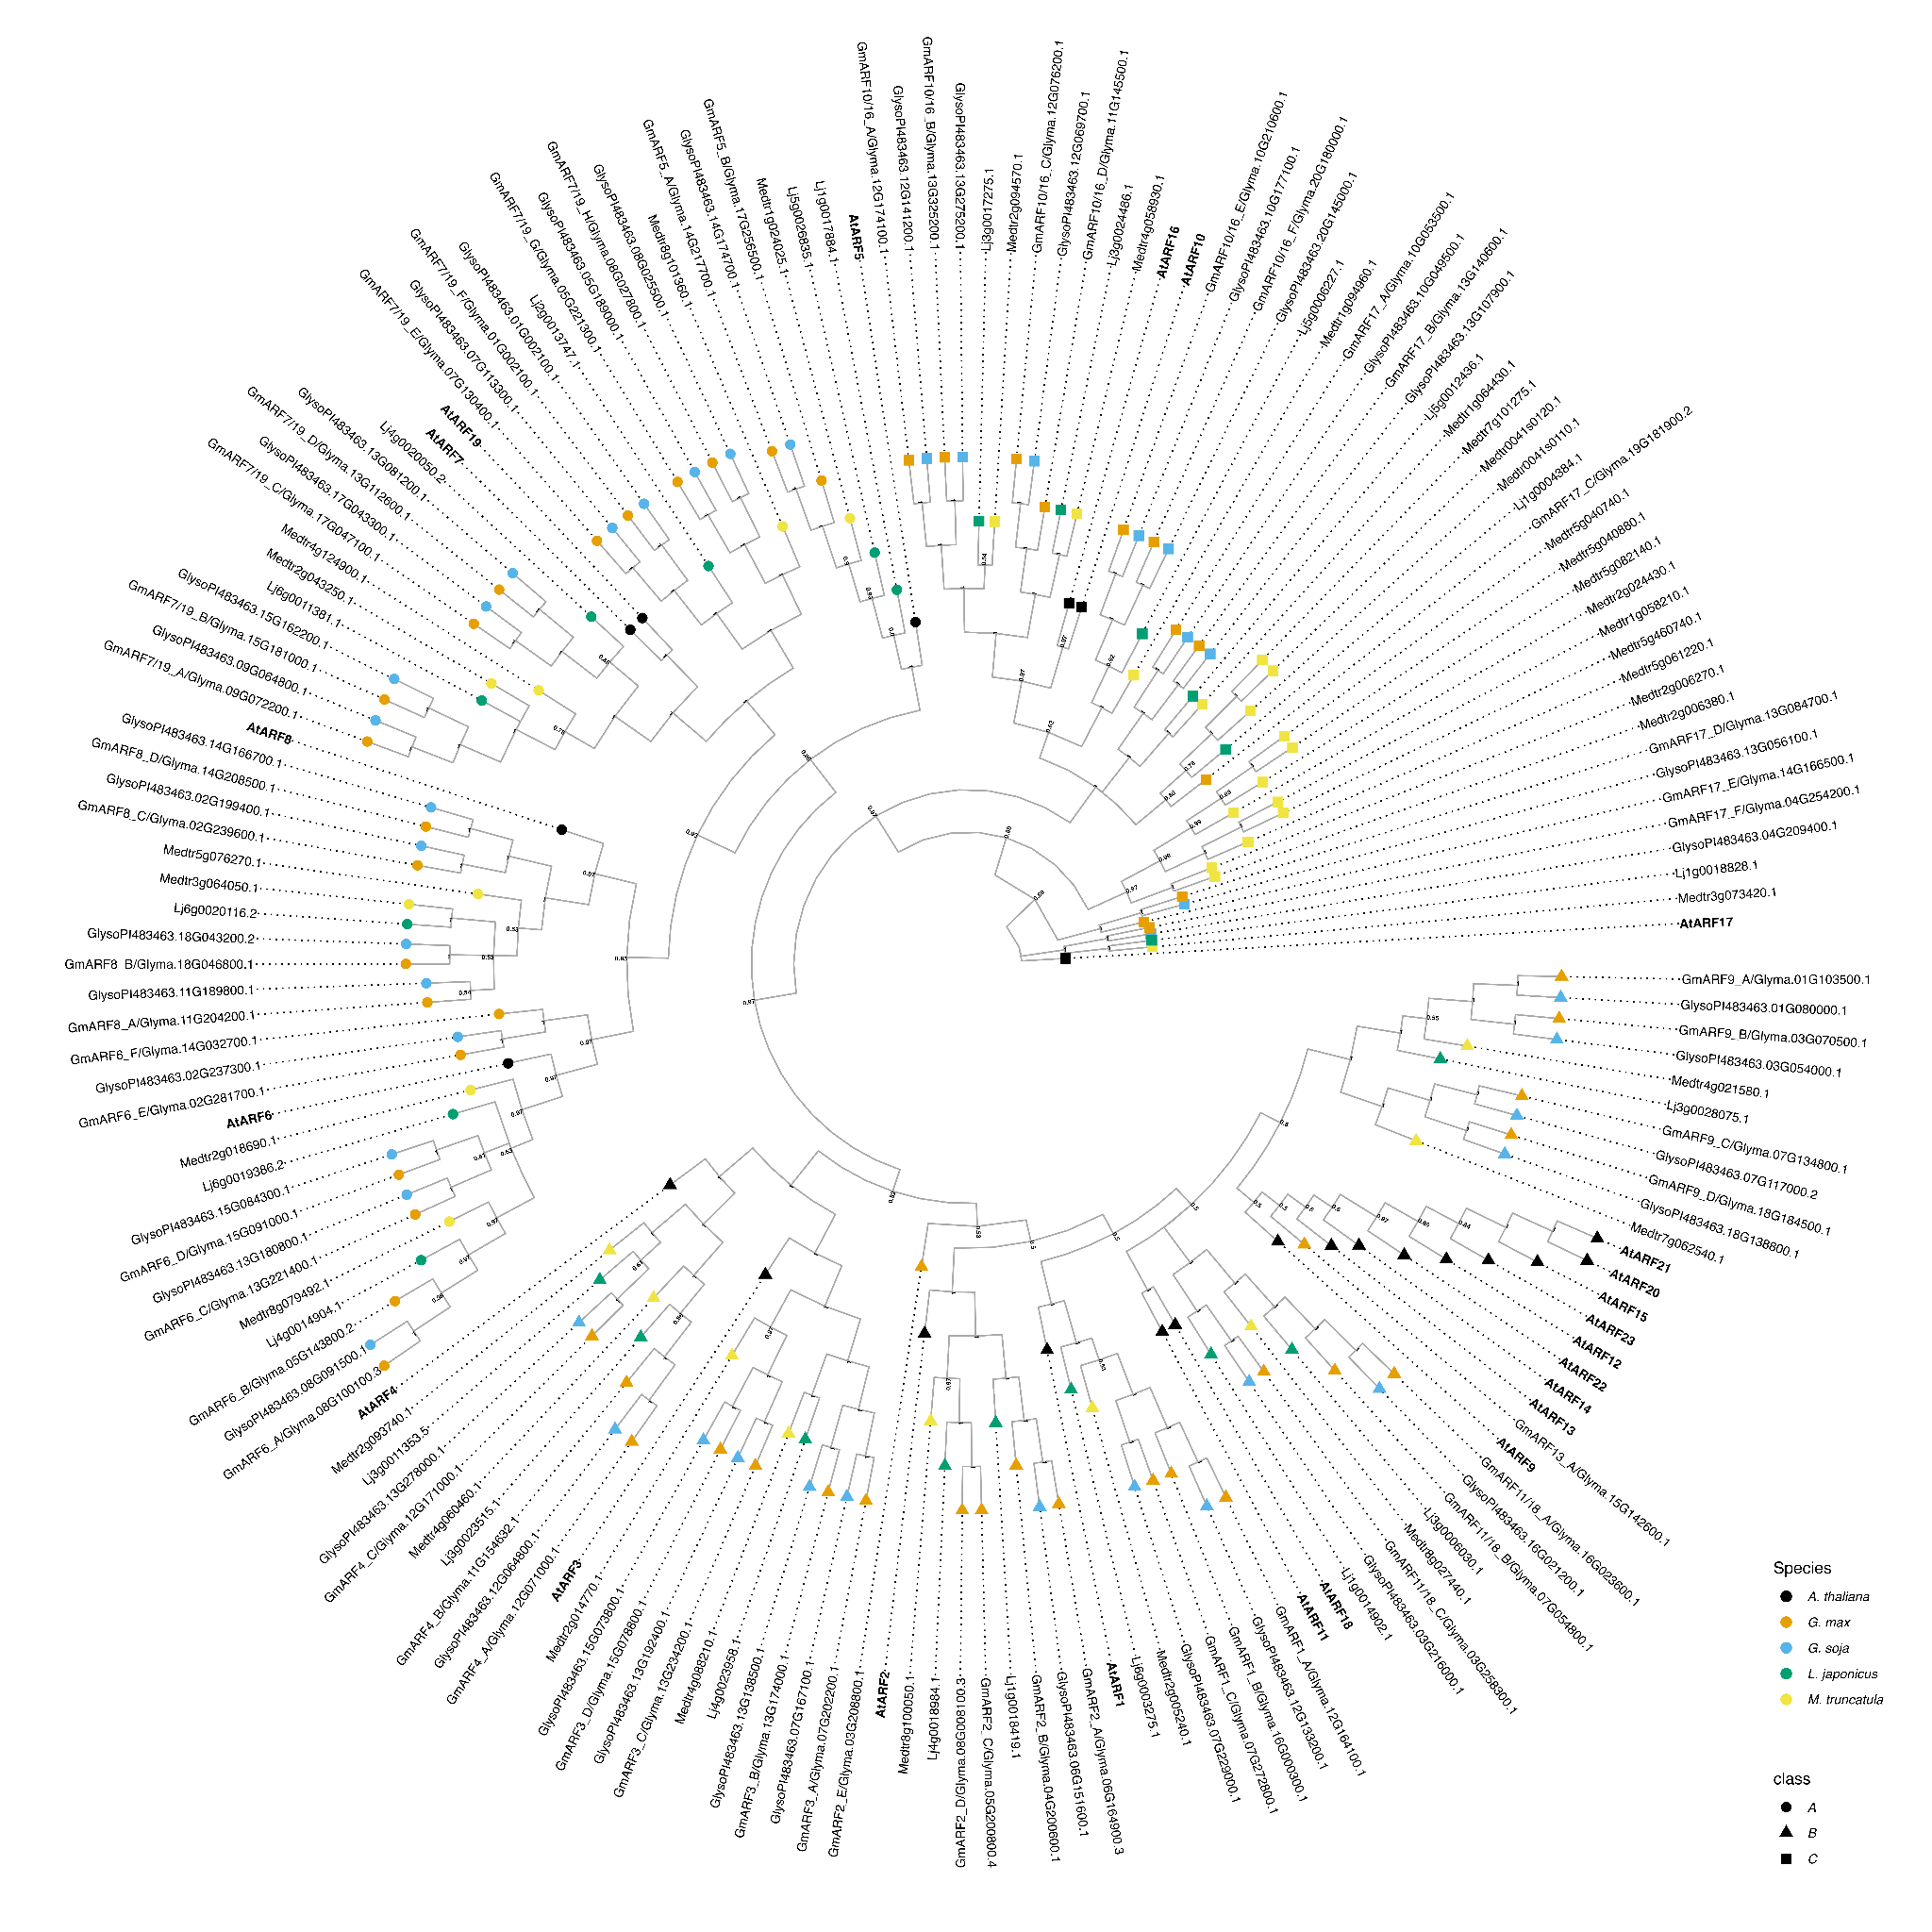 GmARF10/16_A/Glyma.12G174100.1
GlysoPI483463.12G141200.1
GmARF10/16_B/Glyma.13G325200.1
GlysoPI483463.13G275200.1
Lj3g0017275.1
Medtr2g094570.1
GmARF10/16_C/Glyma.12G076200.1
GlysoPI483463.12G069700.1
GmARF10/16_D/Glyma.11G145500.1
Lj3g0024486.1
Medtr4g058930.1
AtARF16
AtARF10
GmARF10/16_E/Glyma.10G210600.1
GlysoPI483463.10G177100.1
GmARF10/16_F/Glyma.20G180000.1
GlysoPI483463.20G145000.1
Lj5g0006227.1
Medtr1g094960.1
GmARF17_A/Glyma.10G053500.1
GlysoPI483463.10G049500.1
GmARF17_B/Glyma.13G140600.1
GlysoPI483463.13G107900.1
Lj5g0012436.1
Medtr1g064430.1
Medtr7g101275.1
Medtr0041s0120.1
Medtr0041s0110.1
Lj1g0004384.1
GmARF17_C/Glyma.19G181900.2
Medtr5g040740.1
Medtr5g040880.1
Medtr5g082140.1
Medtr2g024430.1
Medtr1g058210.1
Medtr5g460740.1
Medtr5g061220.1
Medtr2g006270.1
Medtr2g006380.1
GmARF17_D/Glyma.13G084700.1
GlysoPI483463.13G056100.1
GmARF17_E/Glyma.14G166500.1
GmARF17_F/Glyma.04G254200.1
GlysoPI483463.04G209400.1
Lj1g0018828.1
Medtr3g073420.1
AtARF17
GmARF9_A/Glyma.01G103500.1
GlysoPI483463.01G080000.1
GmARF9_B/Glyma.03G070500.1
GlysoPI483463.03G054000.1
Medtr4g021580.1
Lj3g0028075.1
GmARF9_C/Glyma.07G134800.1
GlysoPI483463.07G117000.2
GmARF9_D/Glyma.18G184500.1
GlysoPI483463.18G138800.1
Medtr7g062540.1
AtARF21
AtARF20
AtARF15
AtARF23
AtARF12
AtARF22
AtARF14
AtARF13
GmARF13_A/Glyma.15G142600.1
AtARF9
GmARF11/18_A/Glyma.16G023600.1
GlysoPI483463.16G021200.1
GmARF11/18_B/Glyma.07G054800.1
Lj3g0006030.1
Medtr8g027440.1
GmARF11/18_C/Glyma.03G258300.1
GlysoPI483463.03G216000.1
Lj1g0014902.1
AtARF18
AtARF11
GmARF1_A/Glyma.12G164100.1
GlysoPI483463.12G133200.1
GmARF1_B/Glyma.16G000300.1
GmARF1_C/Glyma.07G272800.1
GlysoPI483463.07G229000.1
Medtr2g005240.1
Lj6g0003275.1
AtARF1
GmARF2_A/Glyma.06G164900.3
GlysoPI483463.06G151600.1
GmARF2_B/Glyma.04G200600.1
Lj1g0018419.1
GmARF2_C/Glyma.05G200800.4
GmARF2_D/Glyma.08G008100.3
Lj4g0018984.1
Medtr8g100050.1
AtARF2
GmARF2_E/Glyma.03G208800.1
GmARF3_A/Glyma.07G202200.1
GlysoPI483463.07G167100.1
GmARF3_B/Glyma.13G174000.1
GlysoPI483463.13G138500.1
Lj4g0023958.1
Medtr4g088210.1
GmARF3_C/Glyma.13G234200.1
GlysoPI483463.13G192400.1
GmARF3_D/Glyma.15G078800.1
GlysoPI483463.15G073800.1
Medtr2g014770.1
AtARF3
GmARF4_A/Glyma.12G071000.1
GlysoPI483463.12G064800.1
GmARF4_B/Glyma.11G154632.1
Lj3g0023515.1
Medtr4g060460.1
GmARF4_C/Glyma.12G171000.1
GlysoPI483463.13G278000.1
Lj3g0011353.5
Medtr2g093740.1
AtARF4
GmARF6_A/Glyma.08G100100.3
GlysoPI483463.08G091500.1
GmARF6_B/Glyma.05G143800.2
Lj4g0014904.1
Medtr8g079492.1
GmARF6_C/Glyma.13G221400.1
GlysoPI483463.13G180800.1
GmARF6_D/Glyma.15G091000.1
GlysoPI483463.15G084300.1
Lj6g0019386.2
Medtr2g018690.1
AtARF6
GmARF6_E/Glyma.02G281700.1
GlysoPI483463.02G237300.1
GmARF6_F/Glyma.14G032700.1
GmARF8_A/Glyma.11G204200.1
GlysoPI483463.11G189800.1
GmARF8_B/Glyma.18G046800.1
GlysoPI483463.18G043200.2
Lj6g0020116.2
Medtr3g064050.1
Medtr5g076270.1
GmARF8_C/Glyma.02G239600.1
GlysoPI483463.02G199400.1
GmARF8_D/Glyma.14G208500.1
GlysoPI483463.14G166700.1
AtARF8
GmARF7/19_A/Glyma.09G072200.1
GlysoPI483463.09G064800.1
GmARF7/19_B/Glyma.15G181000.1
GlysoPI483463.15G162200.1
Lj6g0011381.1
Medtr2g043250.1
Medtr4g124900.1
GmARF7/19_C/Glyma.17G047100.1
GlysoPI483463.17G043300.1
GmARF7/19_D/Glyma.13G112600.1
GlysoPI483463.13G081200.1
Lj4g0020050.2
AtARF7
AtARF19
GmARF7/19_E/Glyma.07G130400.1
GlysoPI483463.07G113300.1
GmARF7/19_F/Glyma.01G002100.1
GlysoPI483463.01G002100.1
Lj2g0013747.1
GmARF7/19_G/Glyma.05G221300.1
GlysoPI483463.05G189000.1
GmARF7/19_H/Glyma.08G027800.1
GlysoPI483463.08G025500.1
Medtr8g101360.1
GmARF5_A/Glyma.14G217700.1
GlysoPI483463.14G174700.1
GmARF5_B/Glyma.17G256500.1
Medtr1g024025.1
Lj5g0026835.1
Lj1g0017884.1
AtARF5
Species
A. thaliana
G. max
G. soja
L. japonicus
M. truncatula
class
A
B
C